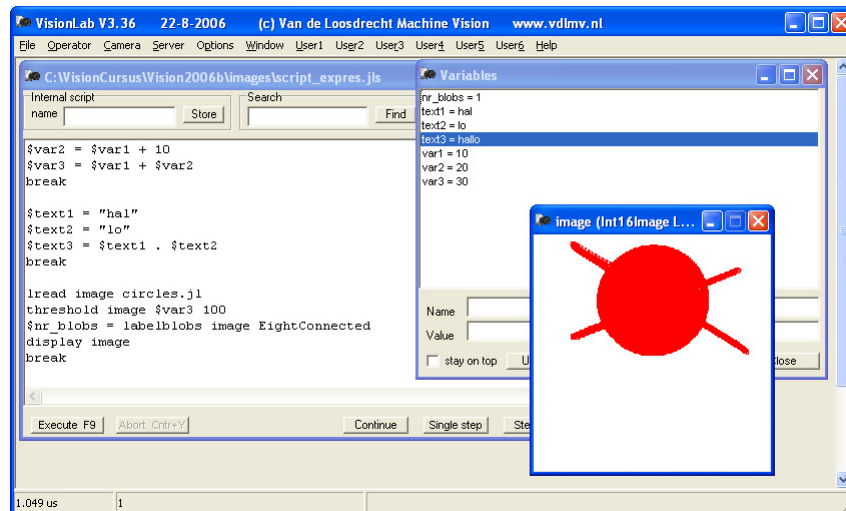 VisionLab V3.36 22-8-2006 (c) Van de Loosdrecht Machine Vision www.vdlmv.nl
File Operator Camera Server Options Window User1 User2 User3 User4 User5 User6 Help
C:\VisionCursus\Vision2006b\images\script_expres.jls
Internal script
name
Store
Search
Find
$var2 = $var1 + 10
$var3 = $var1 + $var2
break
$text1 = "hal"
$text2 = "lo"
$text3 = $text1 . $text2
break
lread image circles.jl
threshold image $var3 100
$nr_blobs = labelblobs image EightConnected
display image
break
Execute F9
Abort Cntr+Y
Continue
Single step
Ste
Variables
nr_blobs = 1
text1 = hal
text2 = lo
text3 = hallo
var1 = 10
var2 = 20
var3 = 30
Name
Value
stay on top
U
lose
image (Int16Image L...
1.049 us
1